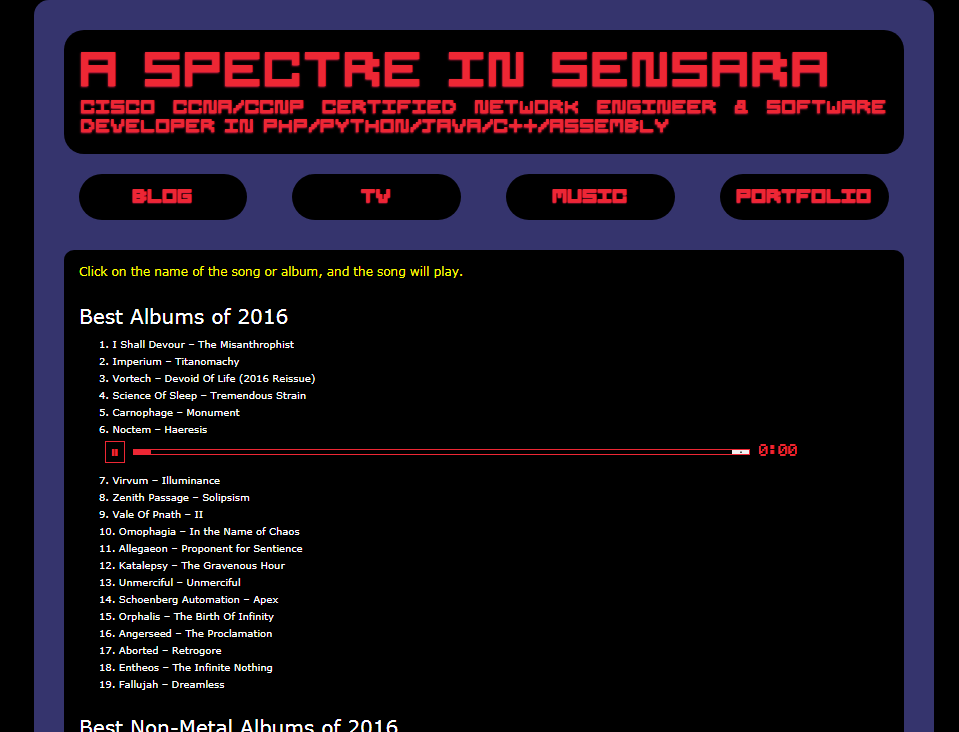 A SPECTRE IN SENSARA
CISCO CCNA/CCNP CERTIFIED NETWORK ENGINEER & SOFTWARE
DEVELOPER IN PHP/PYTHON/JAVA/C++/ASSEMBLY
BLOG TV MUSIC PORTFOLIO
Click on the name of the song or album, and the song will play.
Best Albums of 2016
1. I Shall Devour – The Misanthrophist
2. Imperium – Titanomachy
3. Vortech – Devoid Of Life (2016 Reissue)
4. Science Of Sleep – Tremendous Strain
5. Carnophage – Monument
6. Noctem – Haeresis
0:00
7. Virvum – Illuminance
8. Zenith Passage – Solipsism
9. Vale Of Pnath – II
10. Omophagia – In the Name of Chaos
11. Allegaeon – Proponent for Sentience
12. Katalepsy – The Gravenous Hour
13. Unmerciful – Unmerciful
14. Schoenberg Automation – Apex
15. Orphalis – The Birth Of Infinity
16. Angerseed – The Proclamation
17. Aborted – Retrogore
18. Entheos – The Infinite Nothing
19. Fallujah – Dreamless
Best Non-Metal Albums of 2016